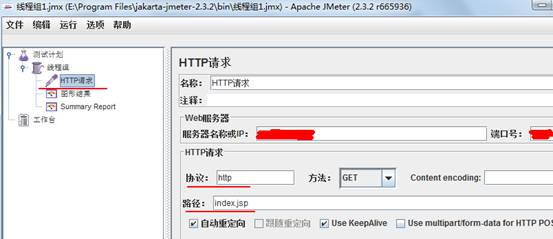 线程组1.jmx (E:\Program Files\jakarta-jmeter-2.3.2\bin\线程组1.jmx) - Apache JMeter (2.3.2 r665936)
文件 编辑 运行 选项 帮助
测试计划
线程组
HTTP请求
图形结果
Summary Report
工作台
HTTP请求
名称: HTTP请求
注释:
Web服务器
服务器名称或IP: 端口号:
HTTP请求
协议: http 方法: GET Content encoding:
路径: index.jsp
自动重定向 跟随重定向 Use KeepAlive Use multipart/form-data for HTTP POS